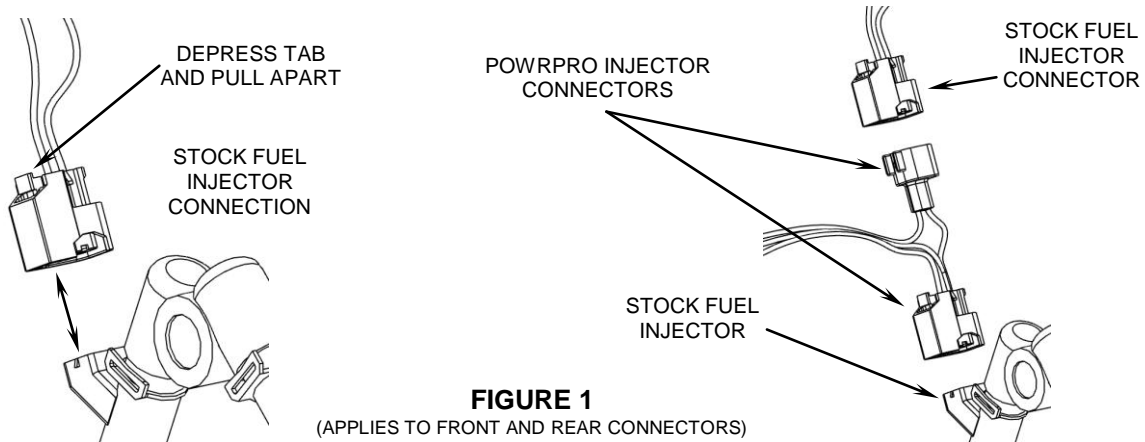 DEPRESS TAB
AND PULL APART
STOCK FUEL
INJECTOR
CONNECTION
POWRPRO INJECTOR
CONNECTORS
STOCK FUEL
INJECTOR
CONNECTOR
STOCK FUEL
INJECTOR
FIGURE 1
(APPLIES TO FRONT AND REAR CONNECTORS)